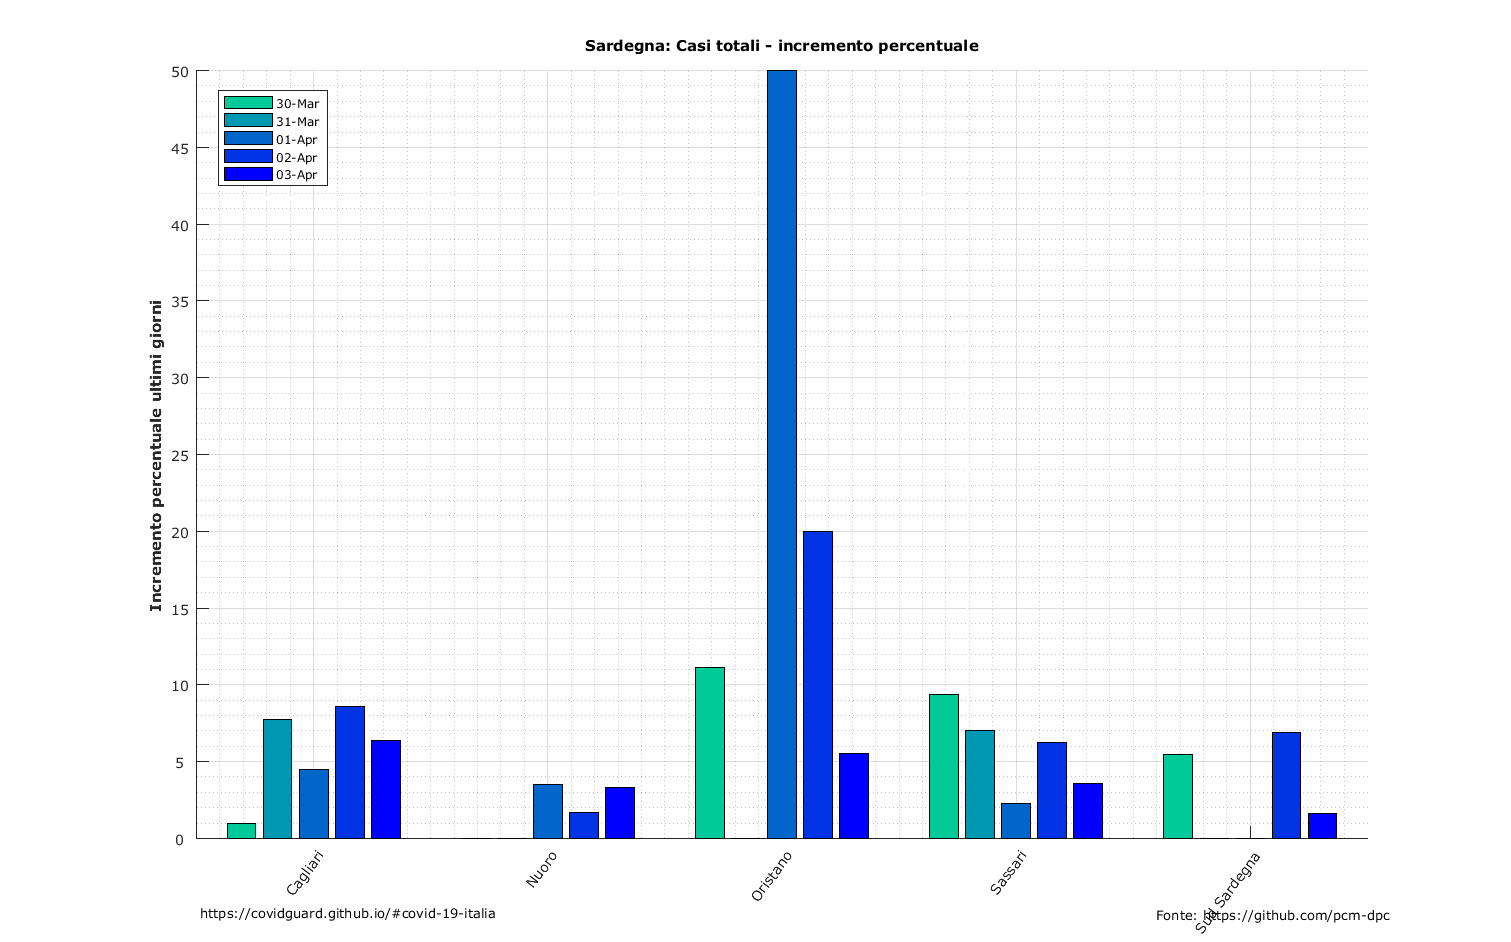 Sardegna: Casi totali - incremento percentuale
50
45
40
35
30
25
20
15
10
5
0
Incremento percentuale ultimi giorni
30-Mar
31-Mar
01-Apr
02-Apr
03-Apr
Cagliari
Nuoro
Oristano
Sassari
Sud Sardegna
https://covidguard.github.io/#covid-19-italia
Fonte: https://github.com/pcm-dpc